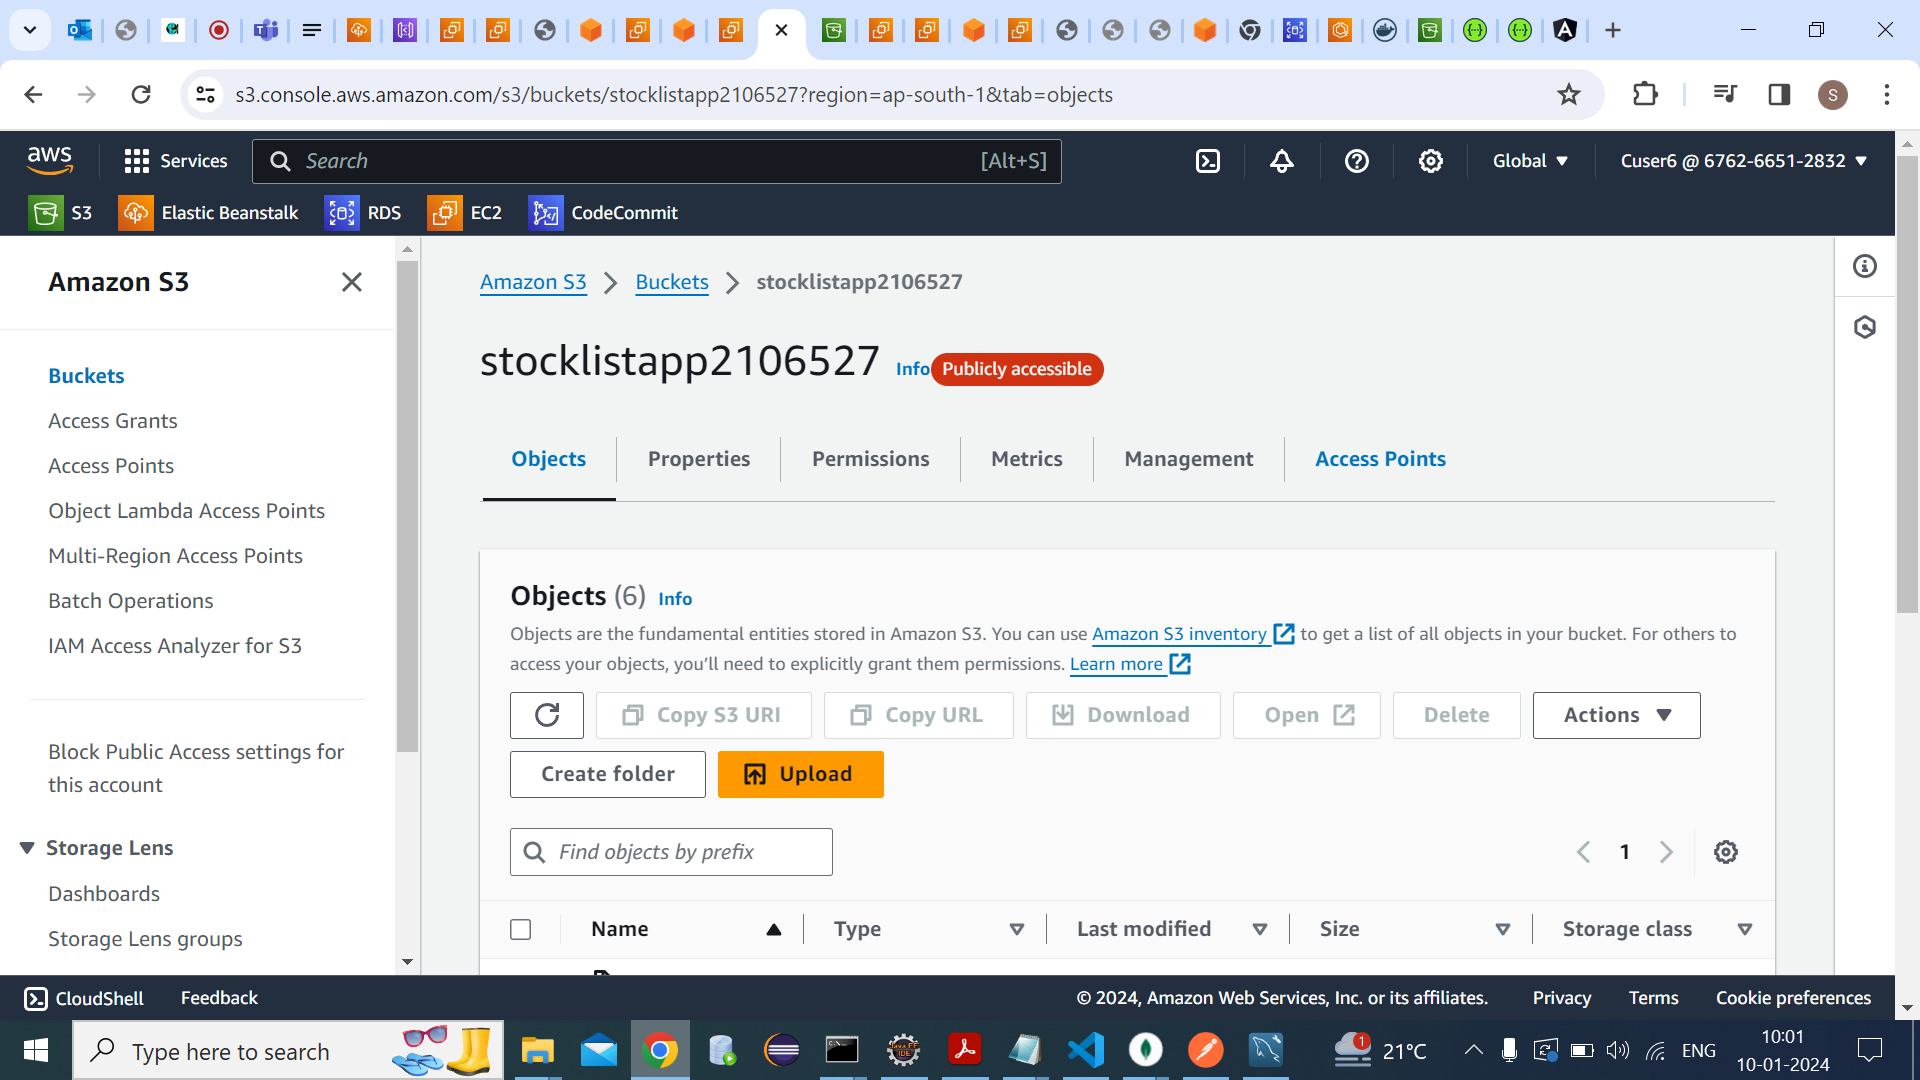 s3.console.aws.amazon.com/s3/buckets/stocklistapp2106527?region=ap-south-1&tab=objects
S
aws
Services
Search
[Alt+S]
Global
Cuser6 @ 6762-6651-2832
S3
Elastic Beanstalk
RDS
EC2
CodeCommit
Amazon S3
Buckets
Access Grants
Access Points
Object Lambda Access Points
Multi-Region Access Points
Batch Operations
IAM Access Analyzer for S3
Block Public Access settings for
this account
Storage Lens
Dashboards
Storage Lens groups
Amazon S3
Buckets
stocklistapp2106527
stocklistapp2106527 Info Publicly accessible
Objects
Properties
Permissions
Metrics
Management
Access Points
Objects (6) Info
Objects are the fundamental entities stored in Amazon S3. You can use Amazon S3 inventory to get a list of all objects in your bucket. For others to
access your objects, you’ll need to explicitly grant them permissions. Learn more
Copy S3 URI
Copy URL
Download
Open
Delete
Actions
Create folder
Upload
Find objects by prefix
1
Name
Type
Last modified
Size
Storage class
CloudShell
Feedback
© 2024, Amazon Web Services, Inc. or its affiliates.
Privacy
Terms
Cookie preferences
Type here to search
1
21°C
ENG
10:01
10-01-2024